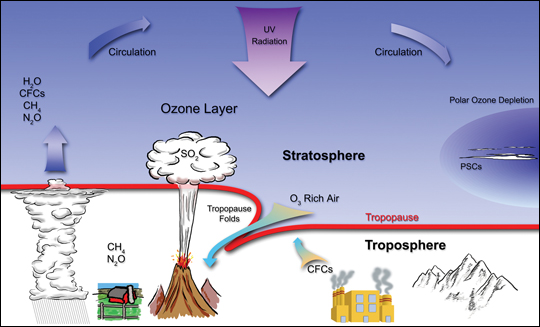 UV
Radiation
Circulation
Circulation
H₂O
CFCs
CH₄
N₂O
Ozone Layer
Polar Ozone Depletion
SO₂
Stratosphere
PSCs
O₃ Rich Air
Tropopause
Folds
Tropopause
CH₄
N₂O
Troposphere
CFCs